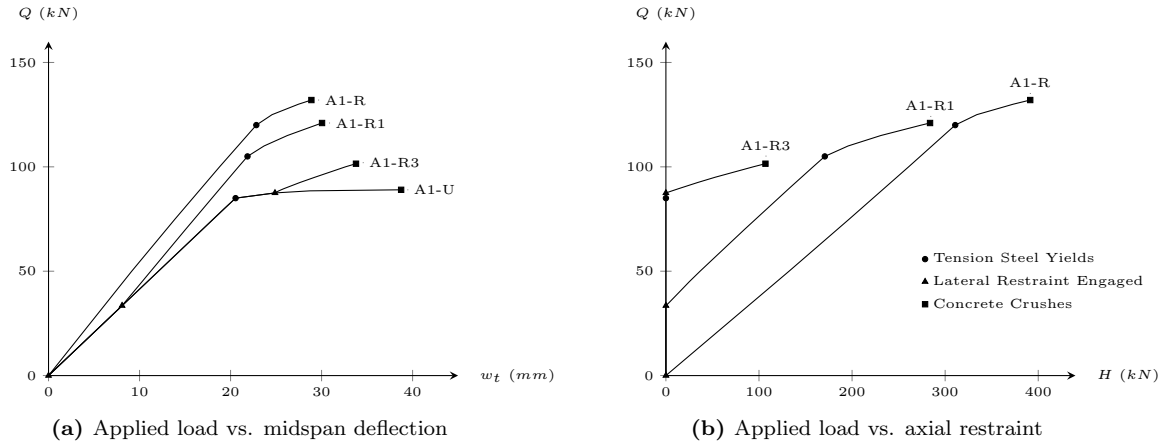 Q (kN)
150
100
50
0
0
10
20
30
40
w_t (mm)
A1-R
A1-R1
A1-R3
A1-U
(a) Applied load vs. midspan deflection
Q (kN)
150
100
50
0
0
100
200
300
400
H (kN)
A1-R
A1-R1
A1-R3
Tension Steel Yields
Lateral Restraint Engaged
Concrete Crushes
(b) Applied load vs. axial restraint